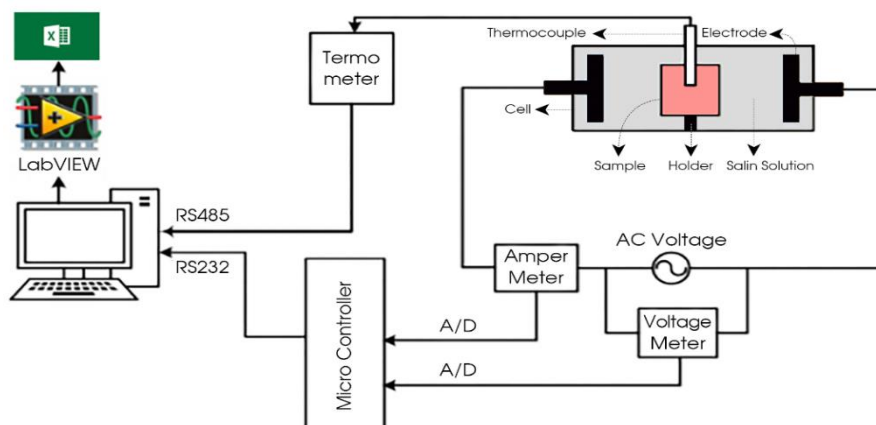 X
Termo
meter
Thermocouple
Electrode
Cell
Sample
Holder
Salin Solution
LabVIEW
RS485
RS232
Amper
Meter
AC Voltage
Voltage
Meter
A/D
A/D
Micro Controller